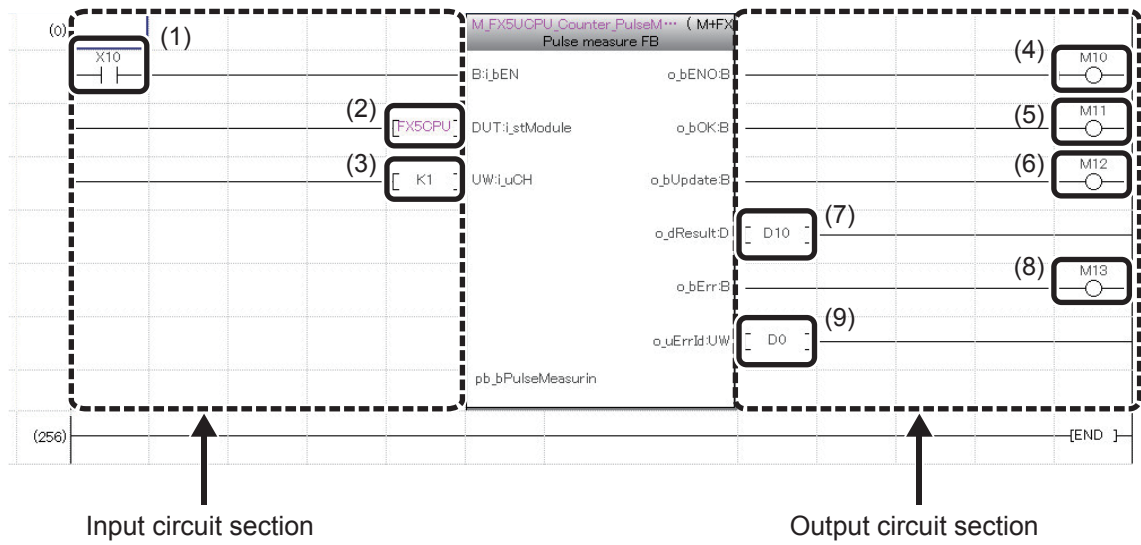 (0)
(1)
X10
M_FX5UCPU_Counter_PulseM··· ( M+FX
Pulse measure FB
B:i_bEN
o_bENO:B
(4)
M10
(2)
[FX5CPU]
DUT:i_stModule
o_bOK:B
(5)
M11
(3)
[ K1 ]
UW:i_uCH
o_bUpdate:B
(6)
M12
o_dResult:D
[ D10 ]
(7)
o_bErr:B
(8)
M13
o_uErrId:UW
[ D0 ]
(9)
pb_bPulseMeasurin
(256)
[END ]
Input circuit section
Output circuit section